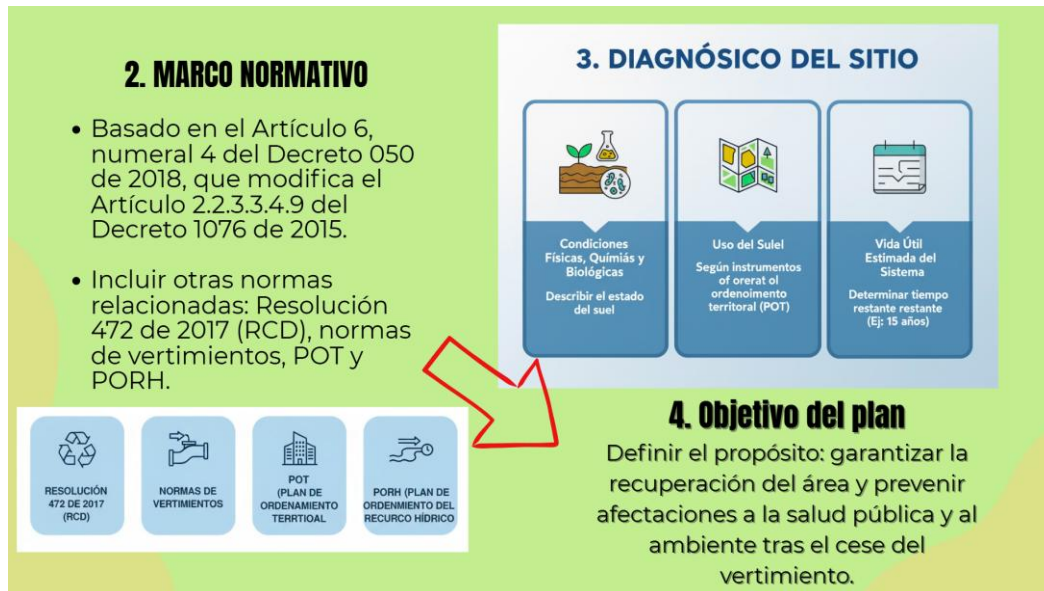 2. MARCO NORMATIVO
• Basado en el Artículo 6,
numeral 4 del Decreto 050
de 2018, que modifica el
Artículo 2.2.3.3.4.9 del
Decreto 1076 de 2015.
• Incluir otras normas
relacionadas: Resolución
472 de 2017 (RCD), normas
de vertimientos, POT y
PORH.
RESOLUCIÓN
472 DE 2017
(RCD)
NORMAS DE
VERTIMIENTOS
POT
(PLAN DE
ORDENAMIENTO
TERRTIOAL
PORH (PLAN DE
ORDENMIENTO DEL
RECURCO HÍDRICO
3. DIAGNÓSICO DEL SITIO
Condiciones
Físicas, Químiás y
Biológicas
Describir el estado
del suel
Uso del Sulel
Según instrumentos
of orerat ol
ordenoimento
territoral (POT)
Vida Útil
Estimada del
Sistema
Determinar tiempo
restante restante
(Ej: 15 años)
4. Objetivo del plan
Definir el propósito: garantizar la
recuperación del área y prevenir
afectaciones a la salud pública y al
ambiente tras el cese del
vertimiento.